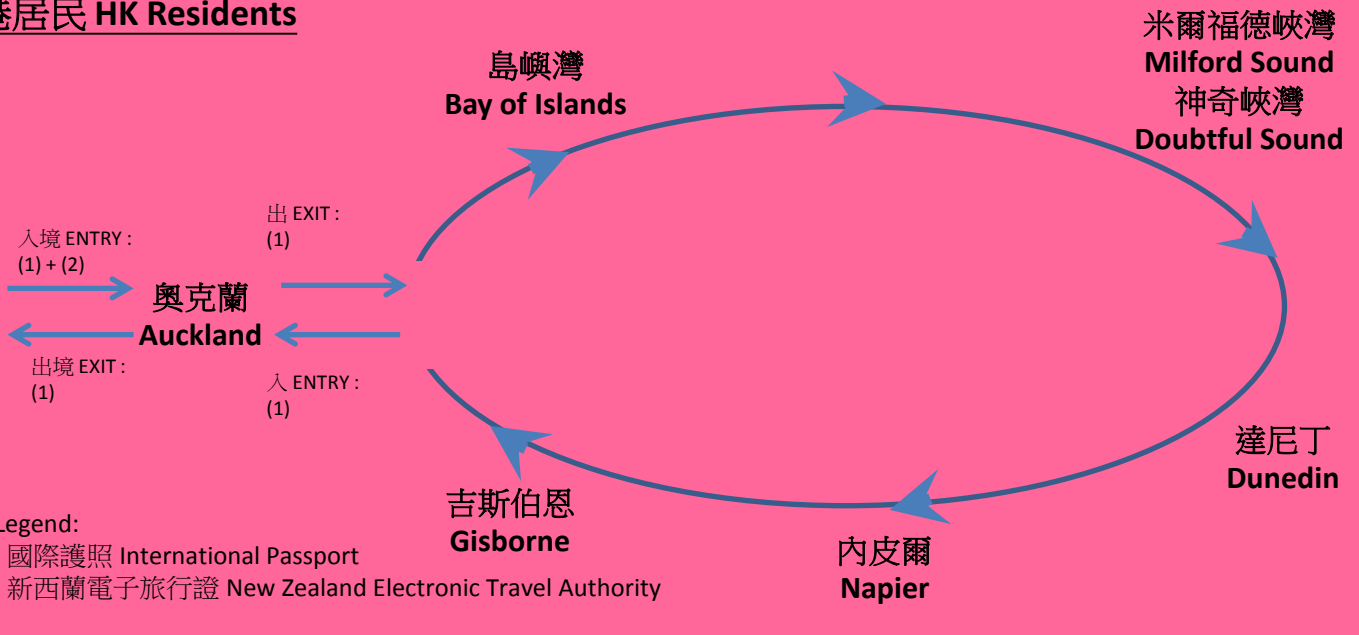 港居民 HK Residents
島嶼灣
Bay of Islands
米爾福德峽灣
Milford Sound
神奇峽灣
Doubtful Sound
入境 ENTRY :
(1) + (2)
出 EXIT :
(1)
奧克蘭
Auckland
出境 EXIT :
(1)
入 ENTRY :
(1)
達尼丁
Dunedin
吉斯伯恩
Gisborne
內皮爾
Napier
Legend:
國際護照 International Passport
新西蘭電子旅行證 New Zealand Electronic Travel Authority